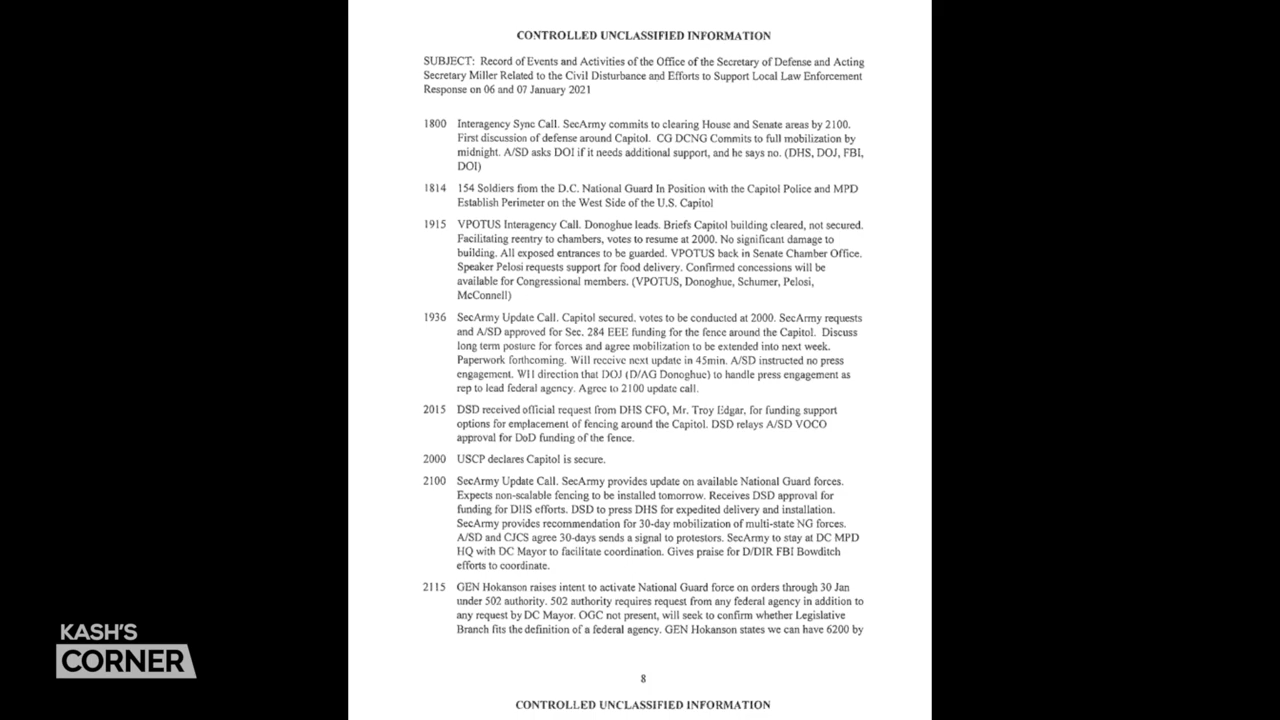 CONTROLLED UNCLASSIFIED INFORMATION
SUBJECT: Record of Events and Activities of the Office of the Secretary of Defense and Acting
Secretary Miller Related to the Civil Disturbance and Efforts to Support Local Law Enforcement
Response on 06 and 07 January 2021
1800 Interagency Sync Call. SecArmy commits to clearing House and Senate areas by 2100.
First discussion of defense around Capitol. CG DCNG Commits to full mobilization by
midnight. A/SD asks DOI if it needs additional support, and he says no. (DHS, DOJ, FBI,
DOI)
1814 154 Soldiers from the D.C. National Guard In Position with the Capitol Police and MPD
Establish Perimeter on the West Side of the U.S. Capitol
1915 VPOTUS Interagency Call. Donoghue leads. Briefs Capitol building cleared, not secured.
Facilitating reentry to chambers, votes to resume at 2000. No significant damage to
building. All exposed entrances to be guarded. VPOTUS back in Senate Chamber Office.
Speaker Pelosi requests support for food delivery. Confirmed concessions will be
available for Congressional members. (VPOTUS, Donoghue, Schumer, Pelosi,
McConnell)
1936 SecArmy Update Call. Capitol secured, votes to be conducted at 2000. SecArmy requests
and A/SD approved for Sec. 284 EEE funding for the fence around the Capitol. Discuss
long term posture for forces and agree mobilization to be extended into next week.
Paperwork forthcoming. Will receive next update in 45min. A/SD instructed no press
engagement. WH direction that DOJ (D/AG Donoghue) to handle press engagement as
rep to lead federal agency. Agree to 2100 update call.
2015 DSD received official request from DHS CFO, Mr. Troy Edgar, for funding support
options for emplacement of fencing around the Capitol. DSD relays A/SD VOCO
approval for DoD funding of the fence.
2000 USCP declares Capitol is secure.
2100 SecArmy Update Call. SecArmy provides update on available National Guard forces.
Expects non-scalable fencing to be installed tomorrow. Receives DSD approval for
funding for DHS efforts. DSD to press DHS for expedited delivery and installation.
SecArmy provides recommendation for 30-day mobilization of multi-state NG forces.
A/SD and CJCS agree 30-days sends a signal to protestors. SecArmy to stay at DC MPD
HQ with DC Mayor to facilitate coordination. Gives praise for D/DIR FBI Bowditch
efforts to coordinate.
2115 GEN Hokanson raises intent to activate National Guard force on orders through 30 Jan
under 502 authority. 502 authority requires request from any federal agency in addition to
any request by DC Mayor. OGC not present, will seek to confirm whether Legislative
Branch fits the definition of a federal agency. GEN Hokanson states we can have 6200 by
8
CONTROLLED UNCLASSIFIED INFORMATION
KASH'S
CORNER